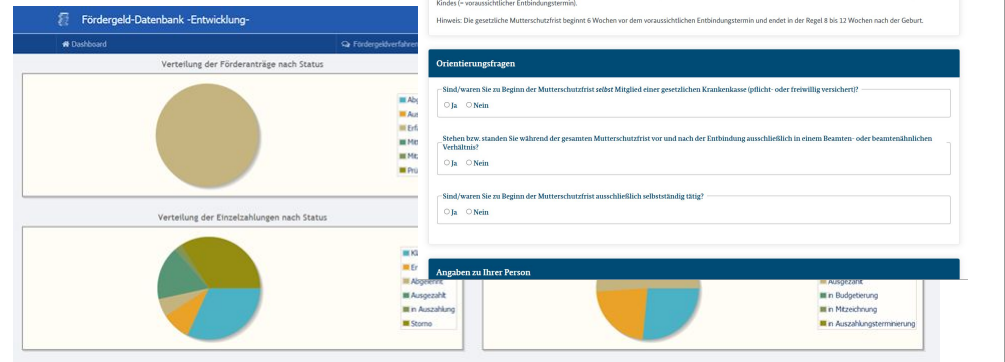 Fördergeld-Datenbank -Entwicklung-
Dashboard
Fördergeldverfahren
Verteilung der Förderanträge nach Status
Verteilung der Einzelzahlungen nach Status
Abgelehnt
Ausgezahlt
in Auszahlung
Storno
Kindes (= voraussichtlicher Entbindungstermin).
Hinweis: Die gesetzliche Mutterschutzfrist beginnt 6 Wochen vor dem voraussichtlichen Entbindungstermin und endet in der Regel 8 bis 12 Wochen nach der Geburt.
Orientierungsfragen
Sind/waren Sie zu Beginn der Mutterschutzfrist selbst Mitglied einer gesetzlichen Krankenkasse (pflicht- oder freiwillig versichert)?
Ja Nein
Stehen bzw. standen Sie während der gesamten Mutterschutzfrist vor und nach der Entbindung ausschließlich in einem Beamten- oder beamtenähnlichen
Verhältnis?
Ja Nein
Sind/waren Sie zu Beginn der Mutterschutzfrist ausschließlich selbstständig tätig?
Ja Nein
Angaben zu Ihrer Person
Ausgezahlt
in Budgetierung
in Mitzeichnung
in Auszahlungsterminierung